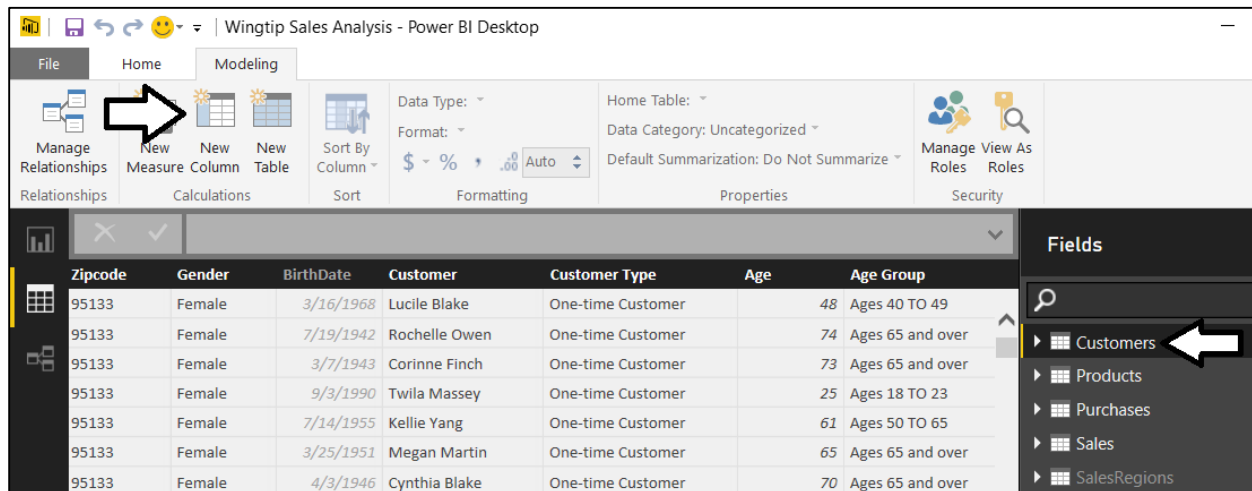 Wingtip Sales Analysis - Power BI Desktop
File Home Modeling
Manage Relationships
New Measure
New Column
New Table
Sort By Column
Data Type:
Format:
$ % , .00 Auto
Home Table:
Data Category: Uncategorized
Default Summarization: Do Not Summarize
Manage Roles
View As Roles
Relationships Calculations Sort Formatting Properties Security
Zipcode Gender BirthDate Customer Customer Type Age Age Group
95133 Female 3/16/1968 Lucile Blake One-time Customer 48 Ages 40 TO 49
95133 Female 7/19/1942 Rochelle Owen One-time Customer 74 Ages 65 and over
95133 Female 3/7/1943 Corinne Finch One-time Customer 73 Ages 65 and over
95133 Female 9/3/1990 Twila Massey One-time Customer 25 Ages 18 TO 23
95133 Female 7/14/1955 Kellie Yang One-time Customer 61 Ages 50 TO 65
95133 Female 3/25/1951 Megan Martin One-time Customer 65 Ages 65 and over
95133 Female 4/3/1946 Cynthia Blake One-time Customer 70 Ages 65 and over
Fields
Customers
Products
Purchases
Sales
SalesRegions